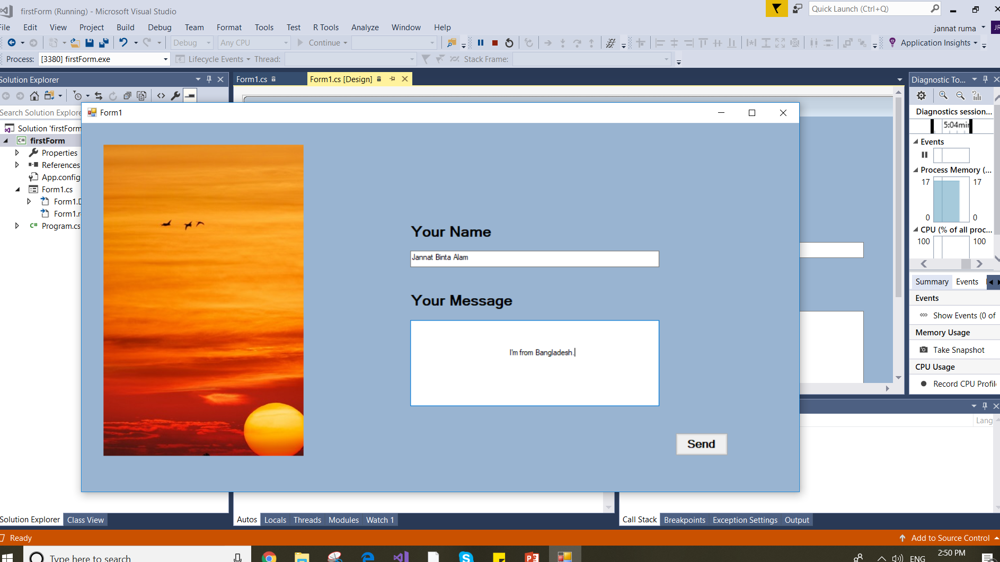 firstForm (Running) - Microsoft Visual Studio
Quick Launch (Ctrl+Q)
File Edit View Project Build Debug Team Format Tools Test R Tools Analyze Window Help
jannat ruma JR
Debug Any CPU Continue Application Insights
Process: [3380] firstForm.exe Lifecycle Events Thread: Stack Frame:
Solution Explorer
Form1.cs Form1.cs [Design]
Diagnostic To...
Search Solution Explore
Solution 'firstForm
C# firstForm
Properties
References
App.config
Form1.cs
Form1.D
Form1.r
C# Program.cs
Form1
Your Name
Jannat Binta Alam
Your Message
I'm from Bangladesh.
Send
Diagnostics session...
5:04min
Events
Process Memory (...
17 17
0 0
CPU (% of all proc...
100 100
Summary Events
Events
Show Events (0 of
Memory Usage
Take Snapshot
CPU Usage
Record CPU Profil
Lang
Solution Explorer Class View
Autos Locals Threads Modules Watch 1
Call Stack Breakpoints Exception Settings Output
Ready
Add to Source Control
Type here to search
ENG
2:50 PM